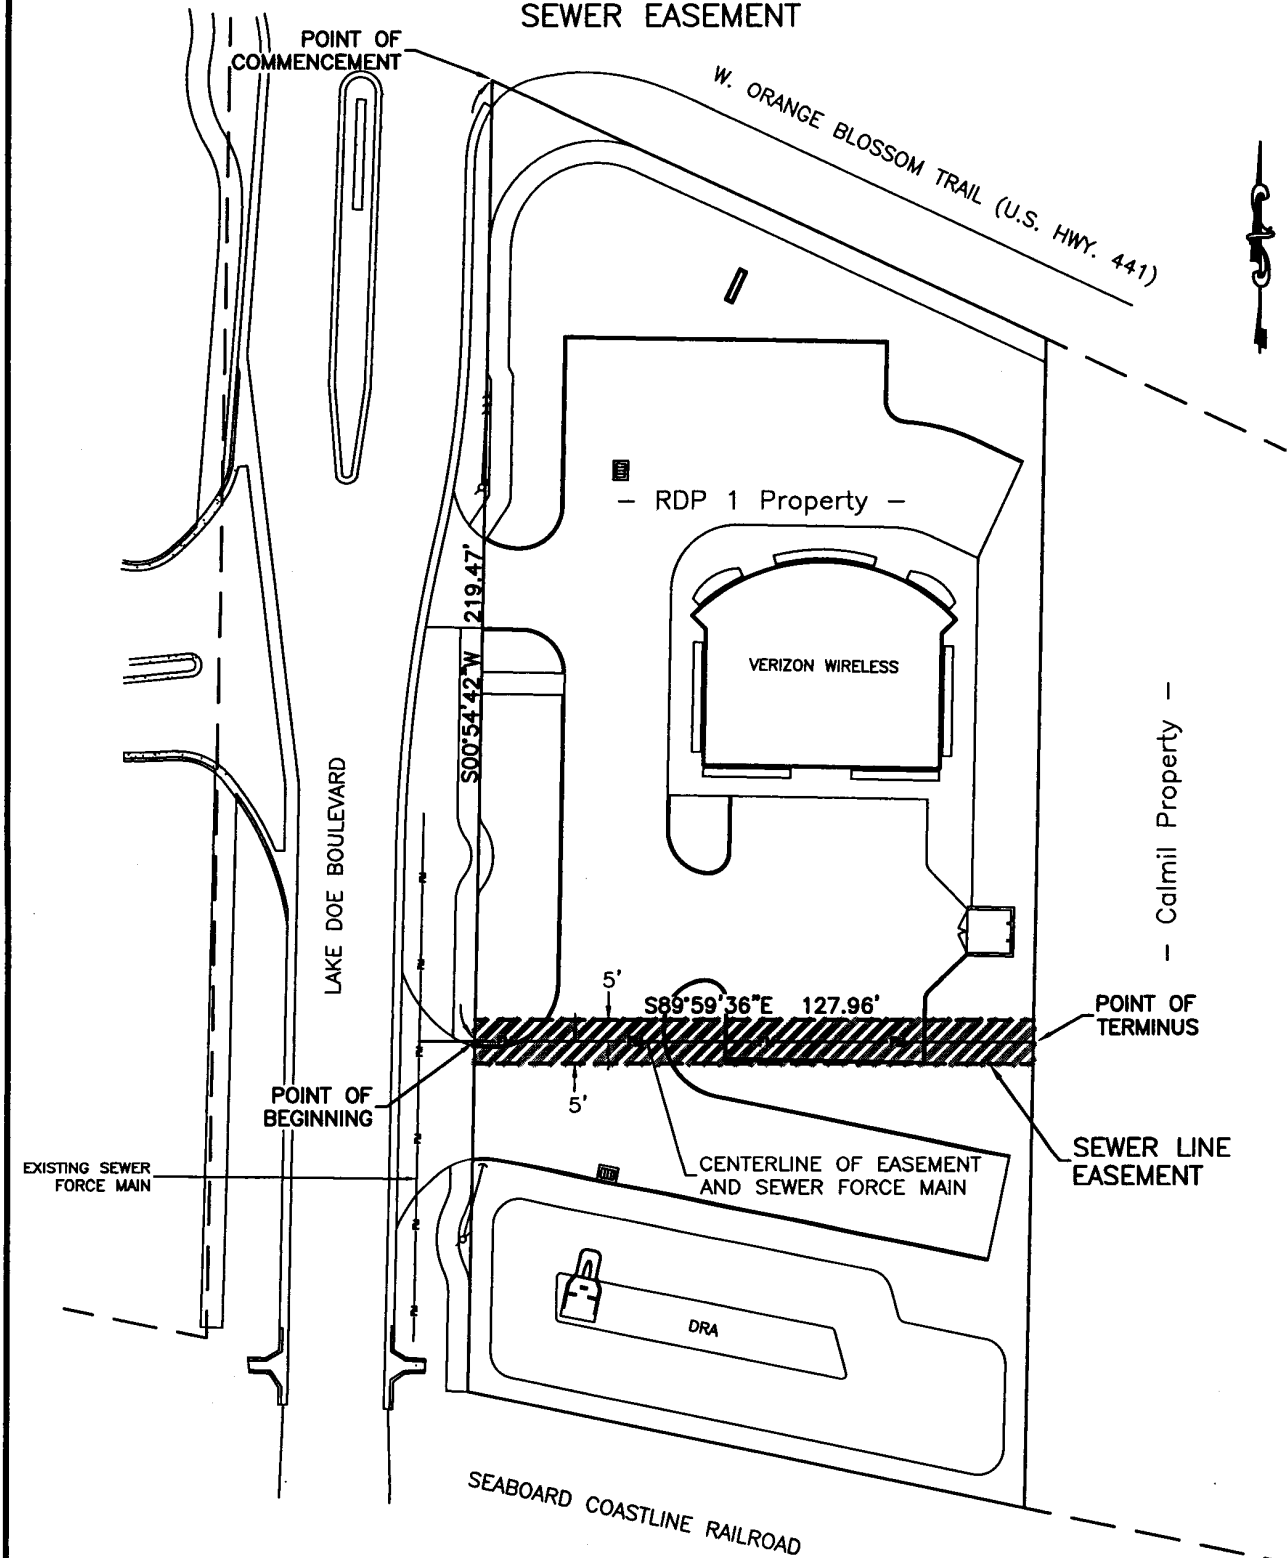 SEWER EASEMENT
POINT OF
COMMENCEMENT
W. ORANGE BLOSSOM TRAIL (U.S. HWY. 441)
– RDP 1 Property –
S00°54'42"W 219.47'
VERIZON WIRELESS
LAKE DOE BOULEVARD
– Calmil Property –
5'
S89°59'36"E 127.96'
POINT OF
TERMINUS
POINT OF
BEGINNING
5'
EXISTING SEWER
FORCE MAIN
CENTERLINE OF EASEMENT
AND SEWER FORCE MAIN
SEWER LINE
EASEMENT
DRA
SEABOARD COASTLINE RAILROAD